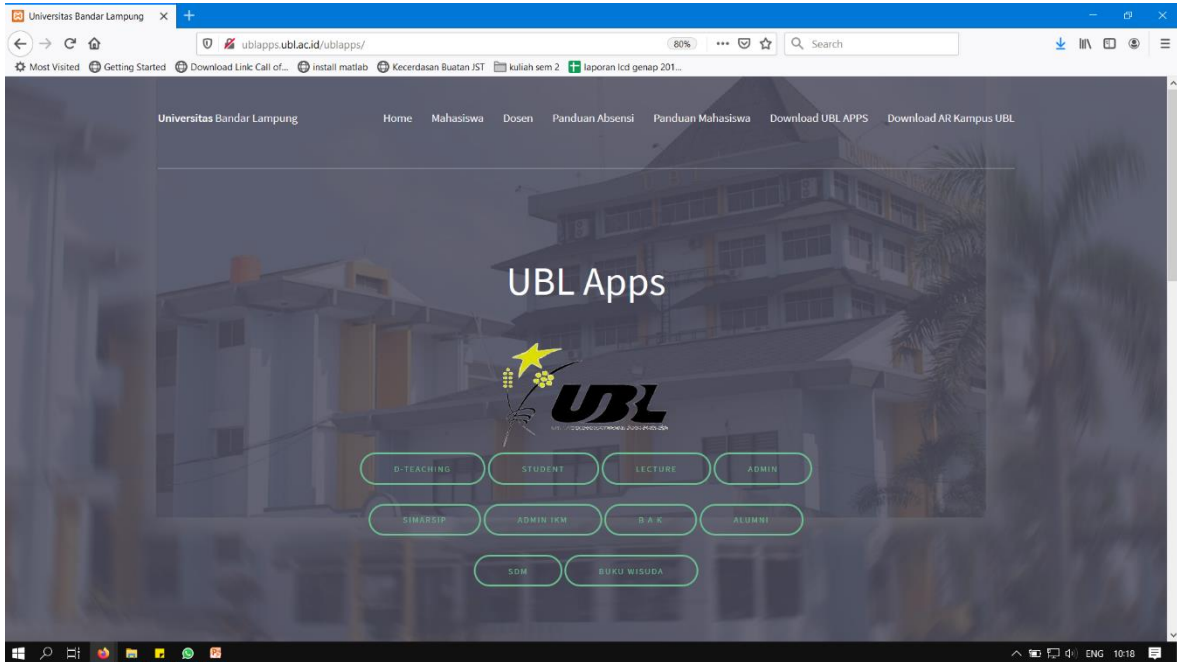 Universitas Bandar Lampung
ublapps.ubl.ac.id/ublapps/
80%
Search
Most Visited Getting Started Download Link Call of... install matlab Kecerdasan Buatan JST kuliah sem 2 laporan lcd genap 201...
Universitas Bandar Lampung Home Mahasiswa Dosen Panduan Absensi Panduan Mahasiswa Download UBL APPS Download AR Kampus UBL
UBL Apps
UBL
D-TEACHING STUDENT LECTURE ADMIN
SIMARSIP ADMIN IKM B A K ALUMNI
SDM BUKU WISUDA
ENG 10:18